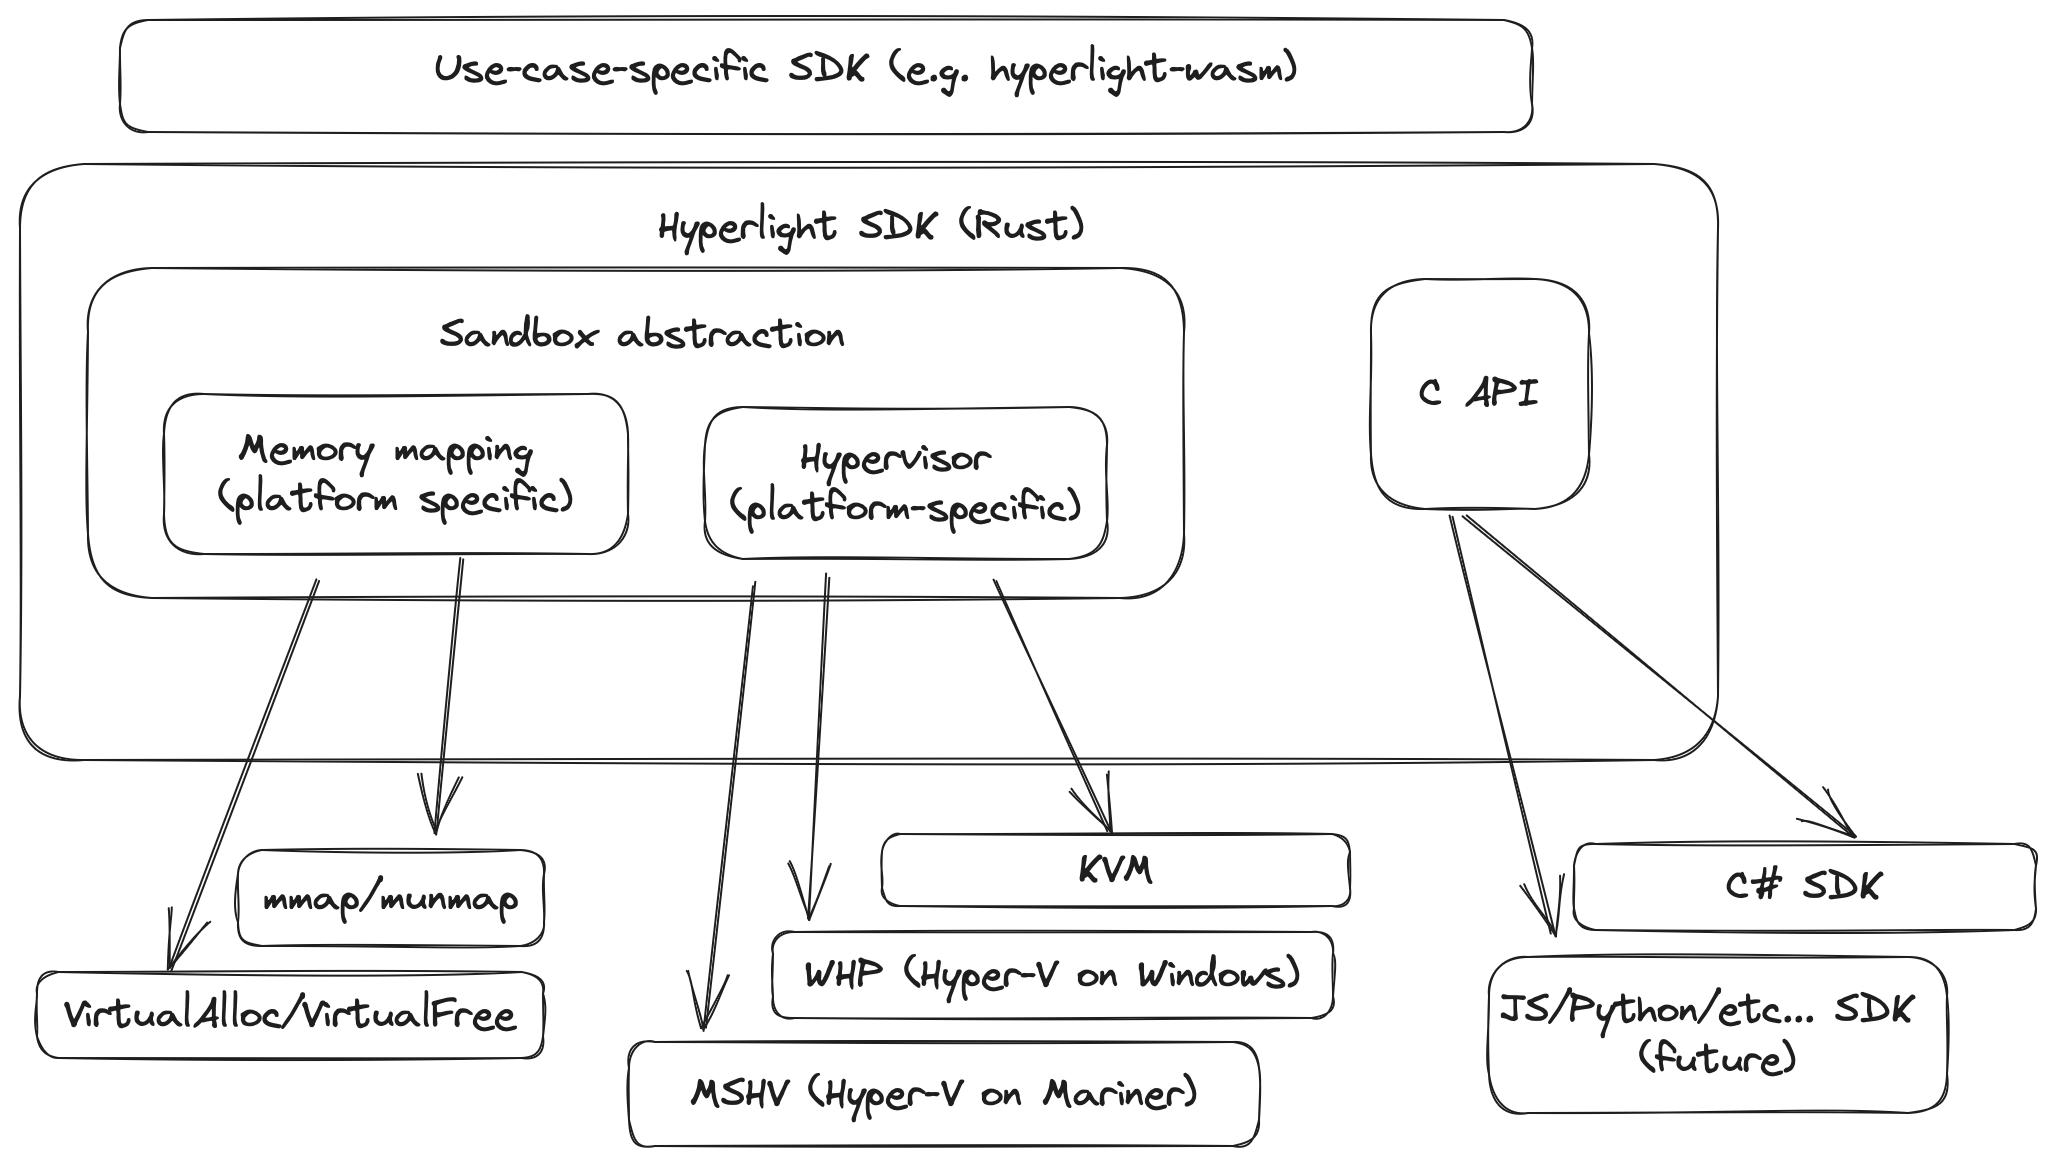 Use-case-specific SDK (e.g. hyperlight-wasm)
Hyperlight SDK (Rust)
Sandbox abstraction
Memory mapping
(platform specific)
Hypervisor
(platform-specific)
C API
mmap/munmap
VirtualAlloc/VirtualFree
KVM
WHP (Hyper-V on Windows)
MSHV (Hyper-V on Mariner)
C# SDK
JS/Python/etc... SDK
(future)